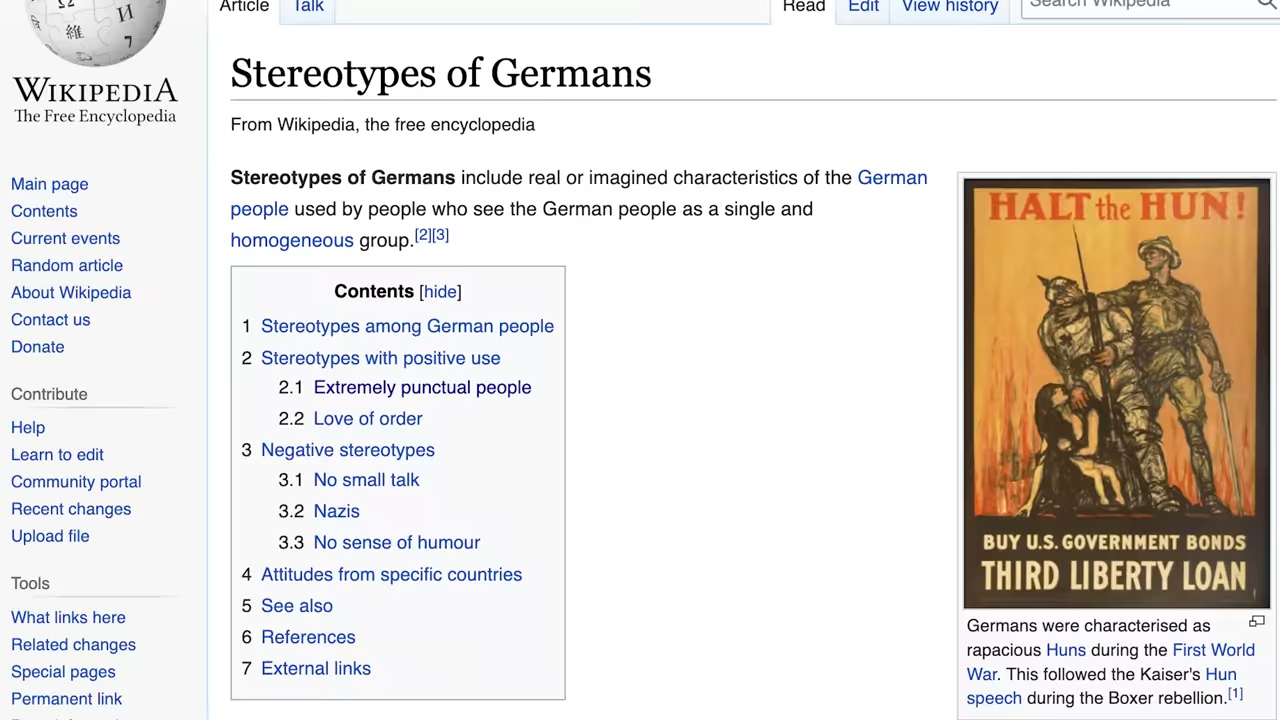 Article Talk Read Edit View history Search Wikipedia
Ω И
維
WIKIPEDIA
The Free Encyclopedia
Main page
Contents
Current events
Random article
About Wikipedia
Contact us
Donate
Contribute
Help
Learn to edit
Community portal
Recent changes
Upload file
Tools
What links here
Related changes
Special pages
Permanent link
Stereotypes of Germans
From Wikipedia, the free encyclopedia
Stereotypes of Germans include real or imagined characteristics of the German
people used by people who see the German people as a single and
homogeneous group.[2][3]
Contents [hide]
1 Stereotypes among German people
2 Stereotypes with positive use
2.1 Extremely punctual people
2.2 Love of order
3 Negative stereotypes
3.1 No small talk
3.2 Nazis
3.3 No sense of humour
4 Attitudes from specific countries
5 See also
6 References
7 External links
HALT the HUN!
BUY U.S. GOVERNMENT BONDS
THIRD LIBERTY LOAN
Germans were characterised as
rapacious Huns during the First World
War. This followed the Kaiser's Hun
speech during the Boxer rebellion.[1]